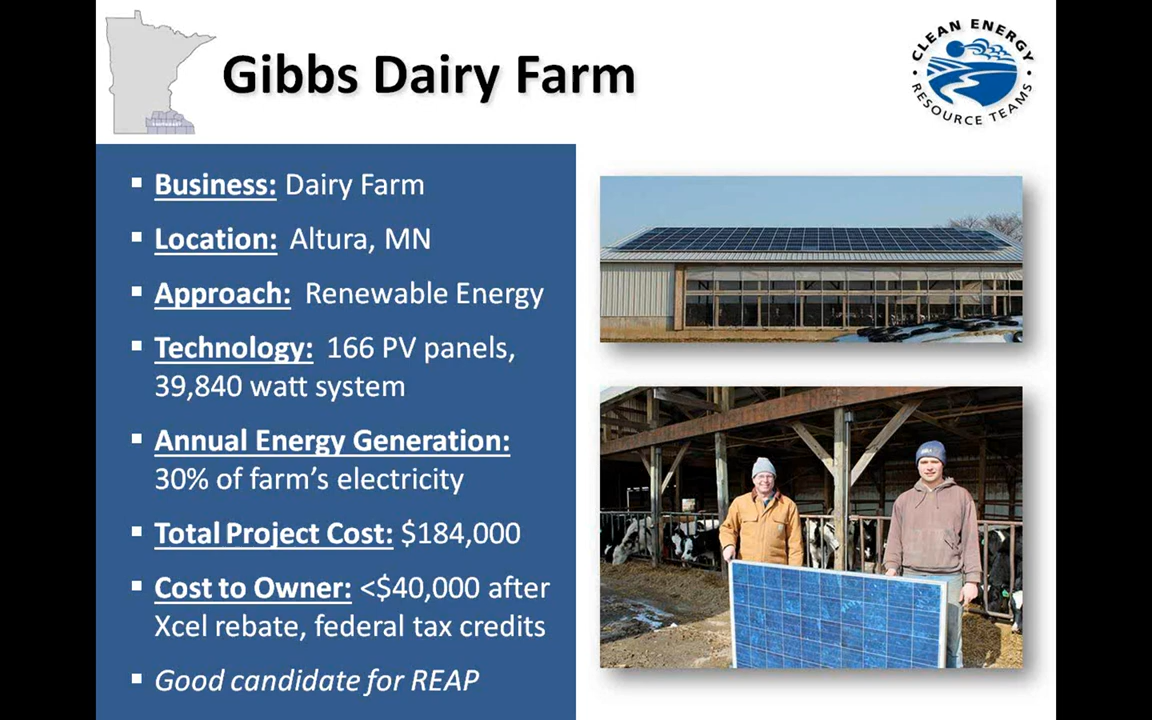 Gibbs Dairy Farm
CLEAN ENERGY
RESOURCE TEAMS
▪ Business: Dairy Farm
▪ Location: Altura, MN
▪ Approach: Renewable Energy
▪ Technology: 166 PV panels,
39,840 watt system
▪ Annual Energy Generation:
30% of farm's electricity
▪ Total Project Cost: $184,000
▪ Cost to Owner: <$40,000 after
Xcel rebate, federal tax credits
▪ Good candidate for REAP